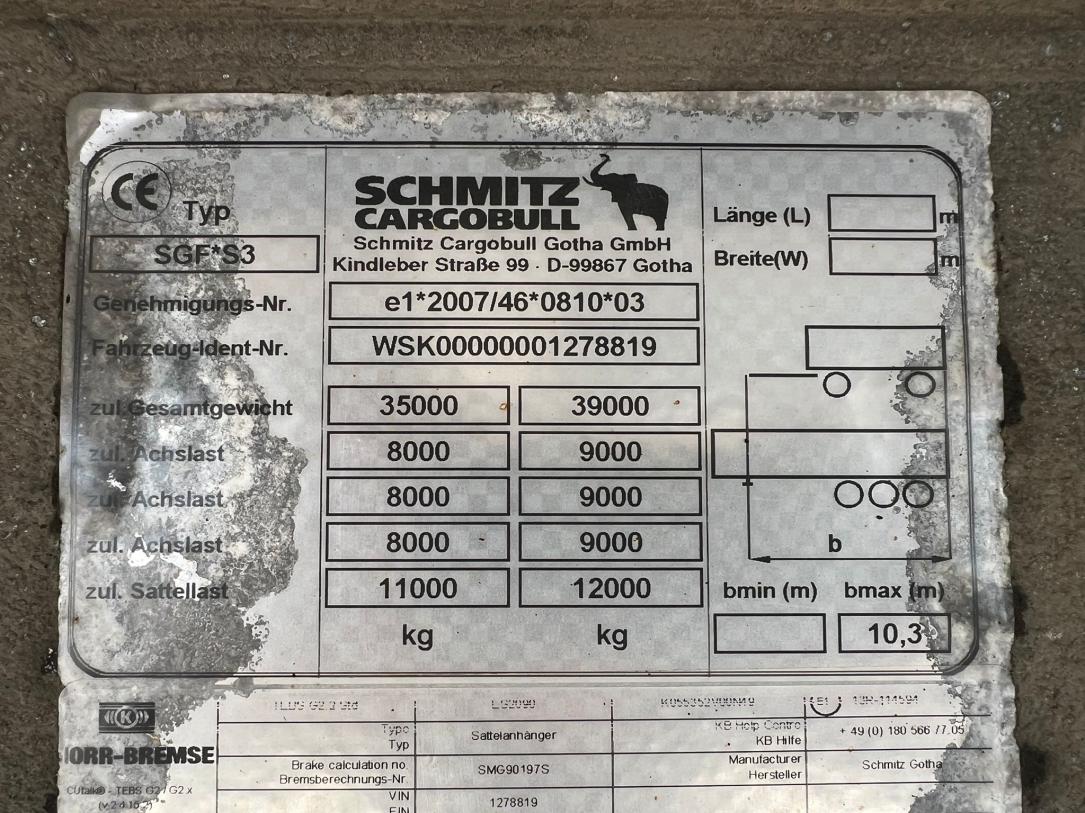 CE Typ
SGF*S3
SCHMITZ
CARGOBULL
Schmitz Cargobull Gotha GmbH
Kindleber Straße 99 · D-99867 Gotha
Genehmigungs-Nr. e1*2007/46*0810*03
Fahrzeug-Ident-Nr. WSK00000001278819
zul.Gesamtgewicht 35000 39000
zul. Achslast 8000 9000
zul. Achslast 8000 9000
zul. Achslast 8000 9000
zul. Sattellast 11000 12000
kg kg
Länge (L) m
Breite(W) m
b
bmin (m) bmax (m)
10,3
Type
Typ Sattelanhänger KB Help Centre
KB Hilfe + 49 (0) 180 566 77 05
Brake calculation no.
Bremsberechnungs-Nr. SMG90197S Manufacturer
Hersteller Schmitz Gotha
VIN
FIN 1278819
ORR-BREMSE
TEBS G2 / G2.x